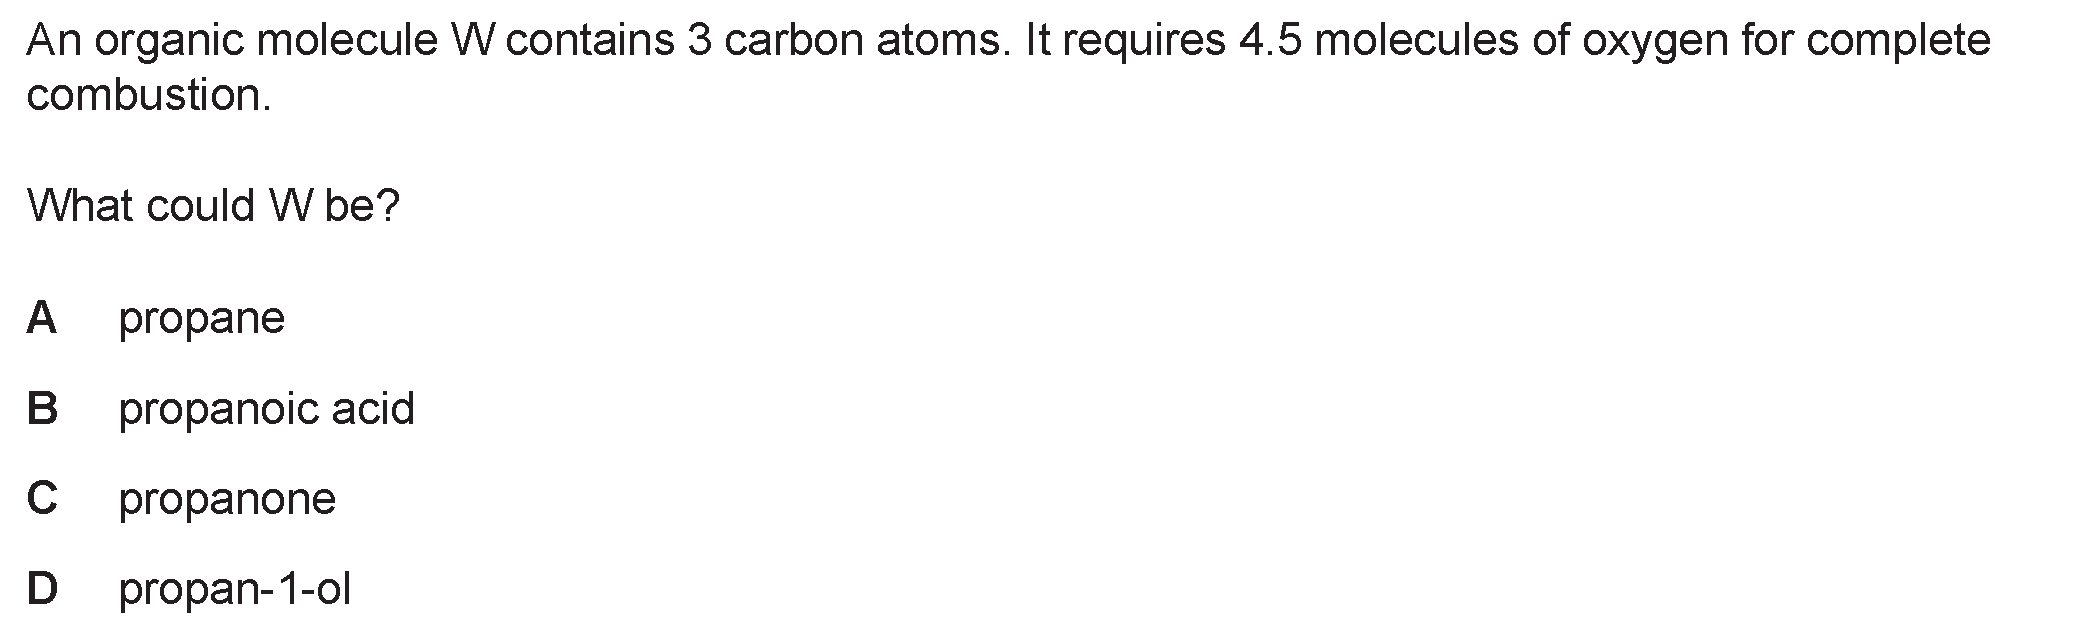 An organic molecule W contains 3 carbon atoms. It requires 4.5 molecules of oxygen for complete
combustion.
What could W be?
A propane
B propanoic acid
C propanone
D propan-1-ol